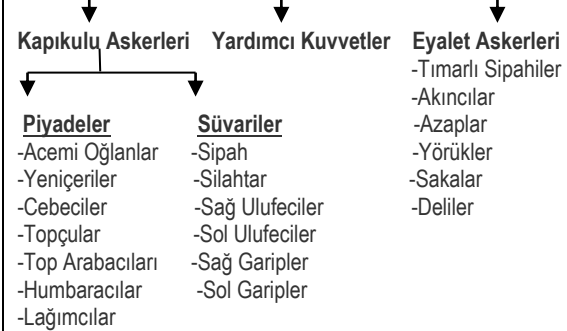 Kapıkulu Askerleri Yardımcı Kuvvetler Eyalet Askerleri
-Tımarlı Sipahiler
-Akıncılar
-Azaplar
-Yörükler
-Sakalar
-Deliler
Piyadeler
-Acemi Oğlanlar
-Yeniçeriler
-Cebeciler
-Topçular
-Top Arabacıları
-Humbaracılar
-Lağımcılar
Süvariler
-Sipah
-Silahtar
-Sağ Ulufeciler
-Sol Ulufeciler
-Sağ Garipler
-Sol Garipler